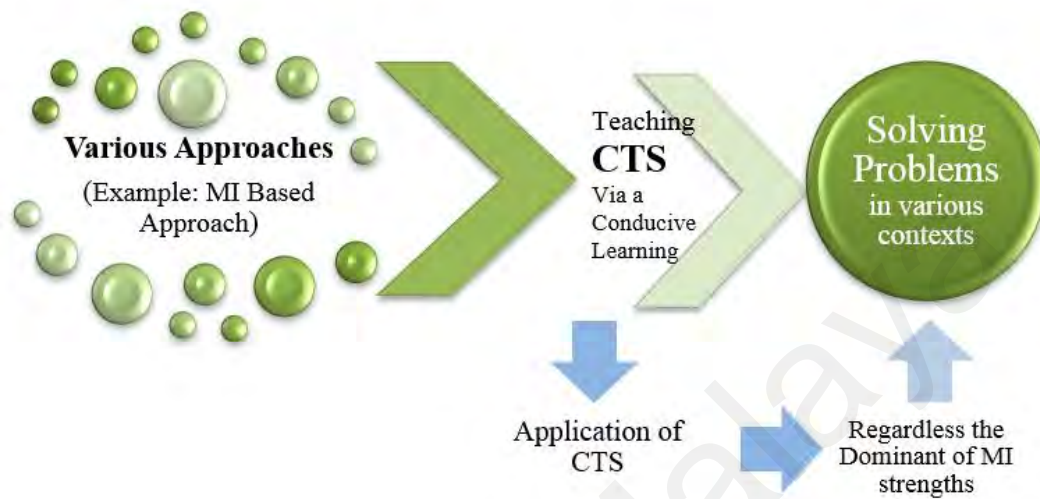 Various Approaches
(Example: MI Based
Approach)
Teaching
CTS
Via a
Conducive
Learning
Solving
Problems
in various
contexts
Application of
CTS
Regardless the
Dominant of MI
strengths